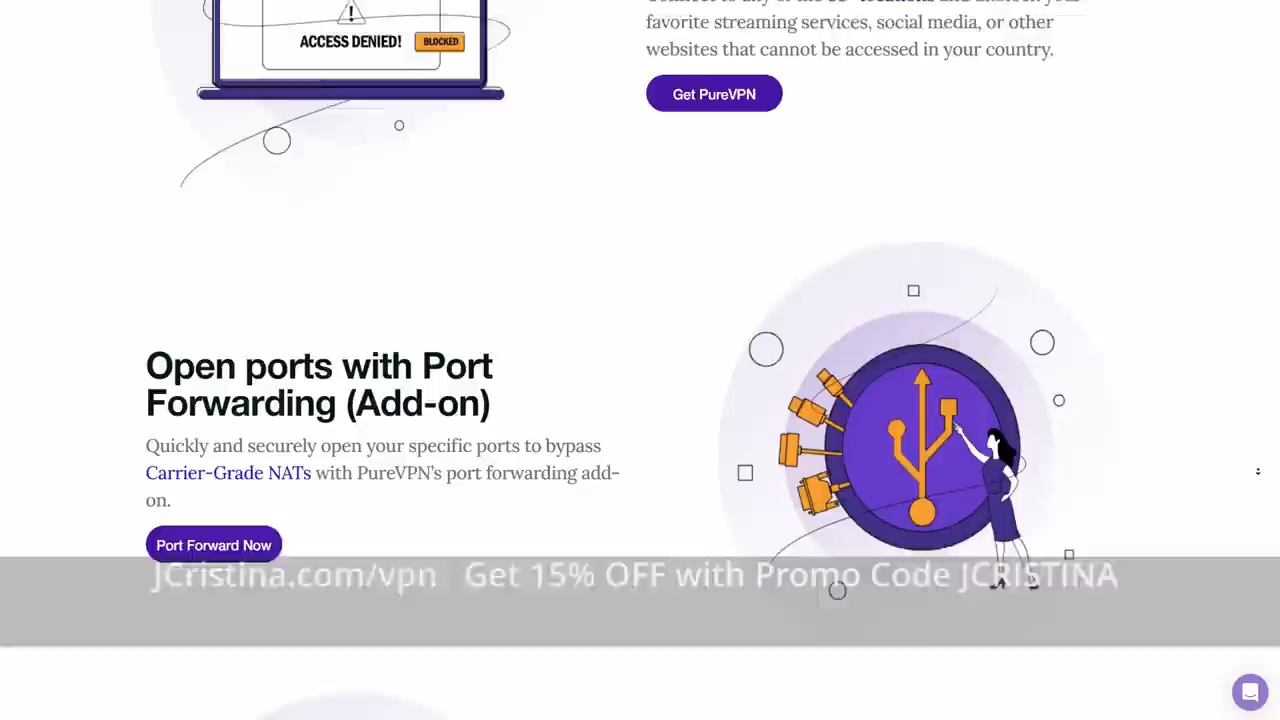 ACCESS DENIED!
BLOCKED
favorite streaming services, social media, or other
websites that cannot be accessed in your country.
Get PureVPN
Open ports with Port
Forwarding (Add-on)
Quickly and securely open your specific ports to bypass
Carrier-Grade NATs with PureVPN's port forwarding add-
on.
Port Forward Now
JCristina.com/vpn Get 15% OFF with Promo Code JCRISTINA